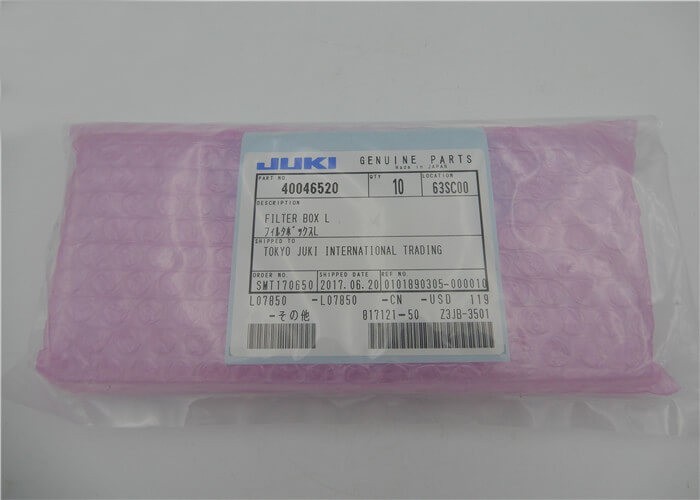 JUKI GENUINE PARTS
Made in JAPAN
PART NO. QTY LOCATION
40046520 10 63SC00
DESCRIPTION
FILTER BOX L
フィルタボックスL
SHIPPED TO
TOKYO JUKI INTERNATIONAL TRADING
ORDER NO. SHIPPED DATE REF NO
SMT170650 2017.06.20 0101890305-000010
L07850 -L07850 -CN -USD 119
-その他 817121-50 Z3JB-3501